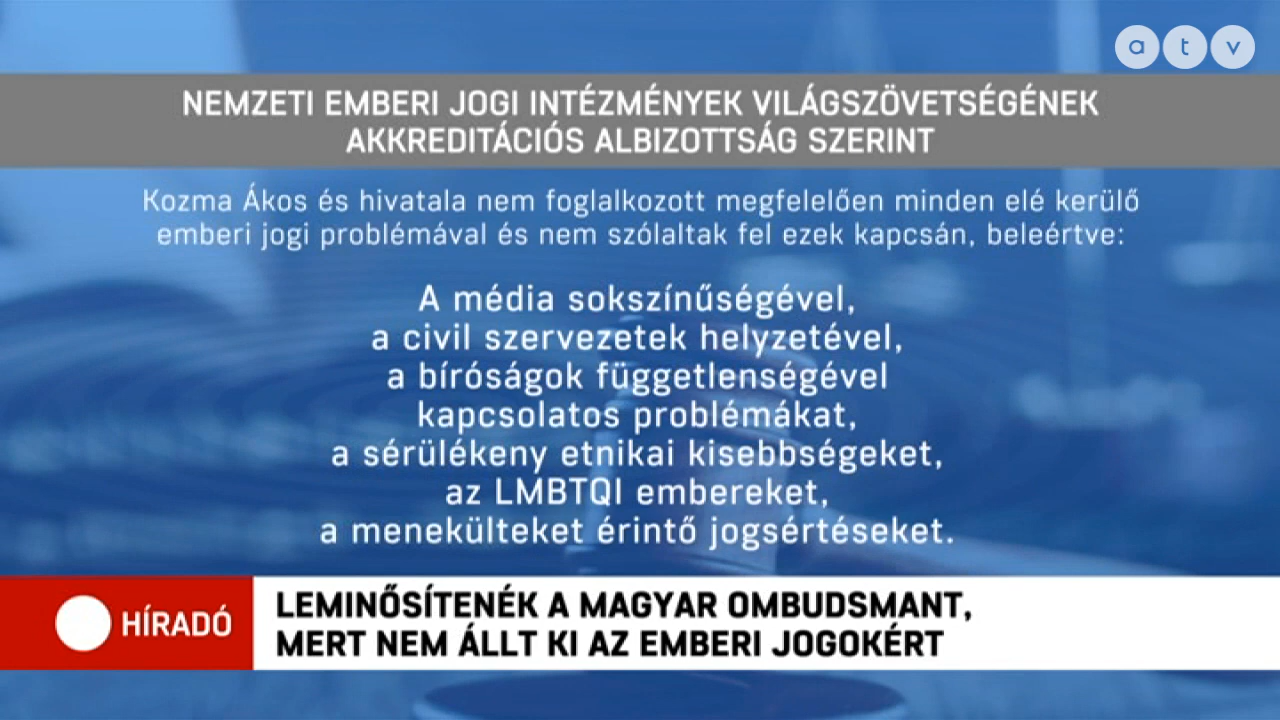 atv
NEMZETI EMBERI JOGI INTÉZMÉNYEK VILÁGSZÖVETSÉGÉNEK
AKKREDITÁCIÓS ALBIZOTTSÁG SZERINT
Kozma Ákos és hivatala nem foglalkozott megfelelően minden elé kerülő
emberi jogi problémával és nem szólaltak fel ezek kapcsán, beleértve:
A média sokszínűségével,
a civil szervezetek helyzetével,
a bíróságok függetlenségével
kapcsolatos problémákat,
a sérülékeny etnikai kisebbségeket,
az LMBTQI embereket,
a menekülteket érintő jogsértéseket.
HÍRADÓ
LEMINŐSÍTENÉK A MAGYAR OMBUDSMANT,
MERT NEM ÁLLT KI AZ EMBERI JOGOKÉRT